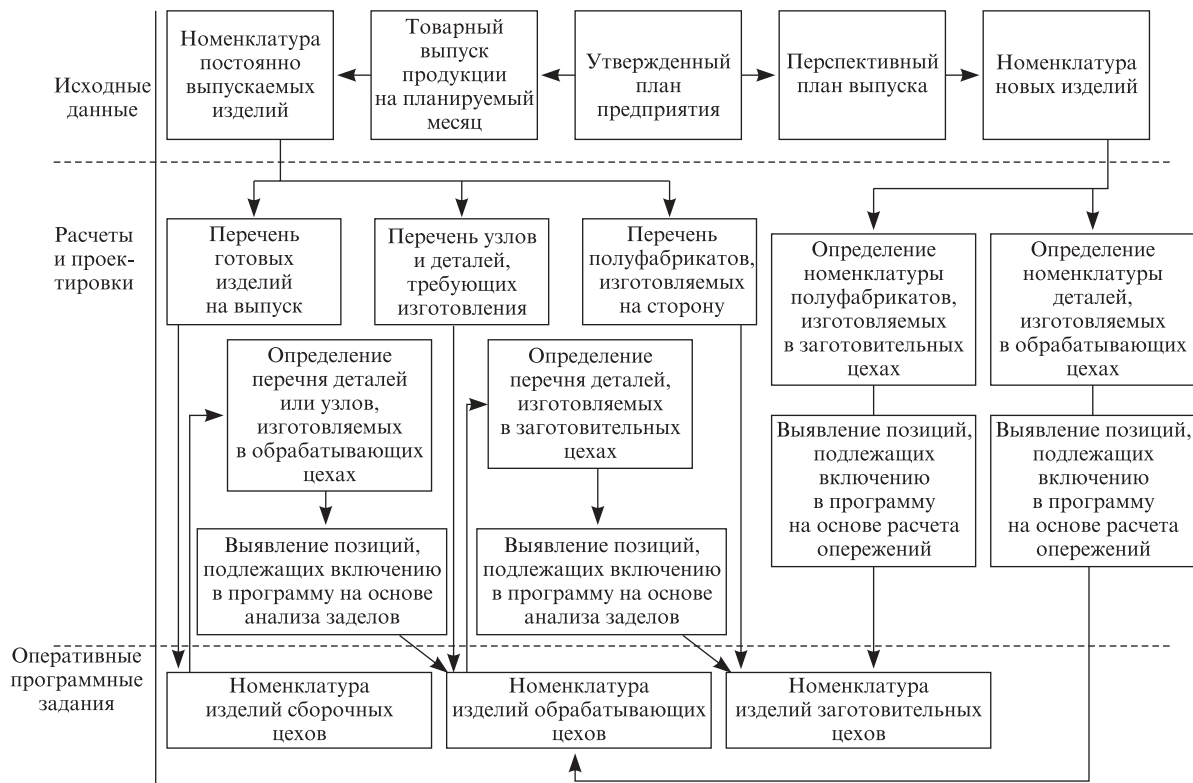 Исходные
данные
Номенклатура
постоянно
выпускаемых
изделий
Товарный
выпуск
продукции
на планируемый
месяц
Утвержденный
план
предприятия
Перспективный
план выпуска
Номенклатура
новых изделий
Расчеты
и проек-
тировки
Перечень
готовых
изделий
на выпуск
Перечень узлов
и деталей,
требующих
изготовления
Перечень
полуфабрикатов,
изготовляемых
на сторону
Определение
номенклатуры
полуфабрикатов,
изготовляемых
в заготовительных
цехах
Определение
номенклатуры
деталей,
изготовляемых
в обрабатывающих
цехах
Определение
перечня деталей
или узлов,
изготовляемых
в обрабатывающих
цехах
Определение
перечня деталей,
изготовляемых
в заготовительных
цехах
Выявление позиций,
подлежащих
включению
в программу
на основе расчета
опережений
Выявление позиций,
подлежащих
включению
в программу
на основе расчета
опережений
Выявление позиций,
подлежащих включению
в программу на основе
анализа заделов
Выявление позиций,
подлежащих включению
в программу на основе
анализа заделов
Оперативные
программные
задания
Номенклатура
изделий сборочных
цехов
Номенклатура
изделий обрабатывающих
цехов
Номенклатура
изделий заготовительных
цехов